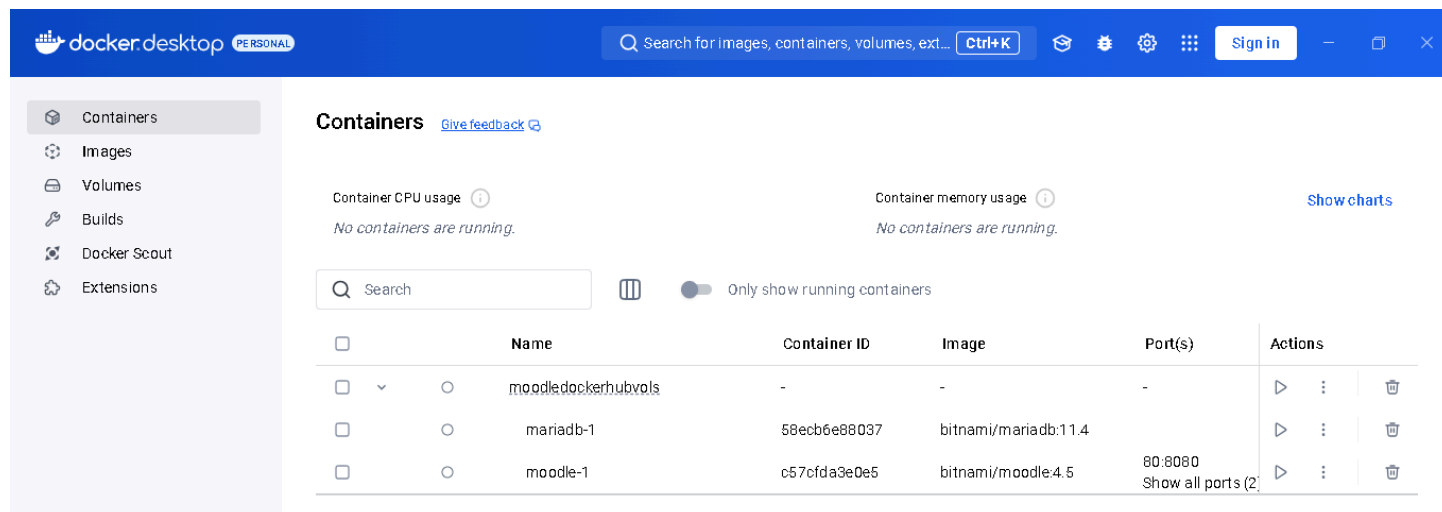 docker.desktop PERSONAL
Search for images, containers, volumes, ext... Ctrl+K
Sign in
Containers
Images
Volumes
Builds
Docker Scout
Extensions
Containers Give feedback
Container CPU usage
No containers are running.
Container memory usage
No containers are running.
Show charts
Search
Only show running containers
Name Container ID Image Port(s) Actions
moodledockerhubvols - - -
mariadb-1 58ecb6e88037 bitnami/mariadb:11.4
moodle-1 c57cfda3e0e5 bitnami/moodle:4.5 80:8080
Show all ports (2)